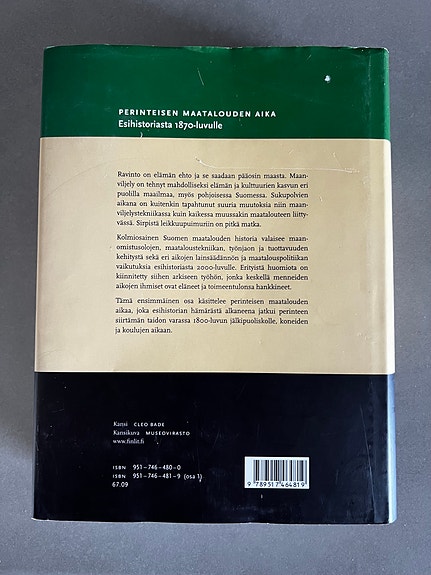 PERINTEISEN MAATALOUDEN AIKA
Esihistoriasta 1870-luvulle
Ravinto on elämän ehto ja se saadaan pääosin maasta. Maan-
viljely on tehnyt mahdolliseksi elämän ja kulttuurien kasvun eri
puolilla maailmaa, myös pohjoisessa Suomessa. Sukupolvien
aikana on kuitenkin tapahtunut suuria muutoksia niin maan-
viljelystekniikassa kuin kaikessa muussakin maatalouteen liitty-
vässä. Sirpistä leikkuupuimuriin on pitkä matka.
Kolmiosainen Suomen maatalouden historia valaisee maan-
omistusolojen, maataloustekniikan, työnjaon ja tuottavuuden
kehitystä sekä eri aikojen lainsäädännön ja maatalouspolitiikan
vaikutuksia esihistoriasta 2000-luvulle. Erityistä huomiota on
kiinnitetty siihen arkiseen työhön, jonka keskellä menneiden
aikojen ihmiset ovat eläneet ja toimeentulonsa hankkineet.
Tämä ensimmäinen osa käsittelee perinteisen maatalouden
aikaa, joka esihistorian hämärästä alkaneena jatkui perinteen
siirtämän taidon varassa 1800-luvun jälkipuoliskolle, koneiden
ja koulujen aikaan.
Kansi CLEO BADE
Kansikuva MUSEOVIRASTO
www.finlit.fi
ISBN 951-746-480-0
ISBN 951-746-481-9 (osa 1)
67.09
9 789517 464819